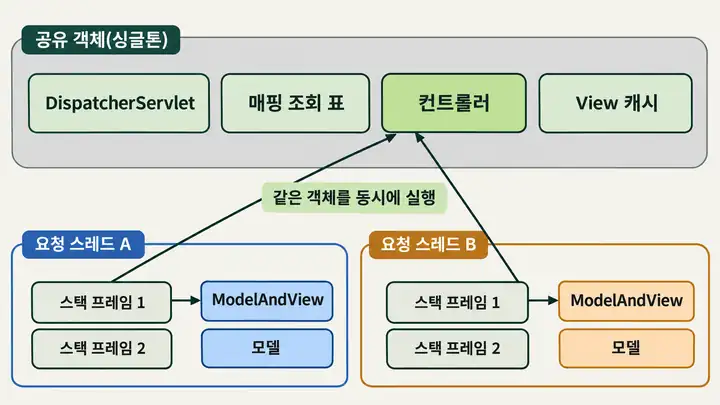 공유 객체(싱글톤)
DispatcherServlet
매핑 조회 표
컨트롤러
View 캐시
같은 객체를 동시에 실행
요청 스레드 A
스택 프레임 1
ModelAndView
스택 프레임 2
모델
요청 스레드 B
스택 프레임 1
ModelAndView
스택 프레임 2
모델